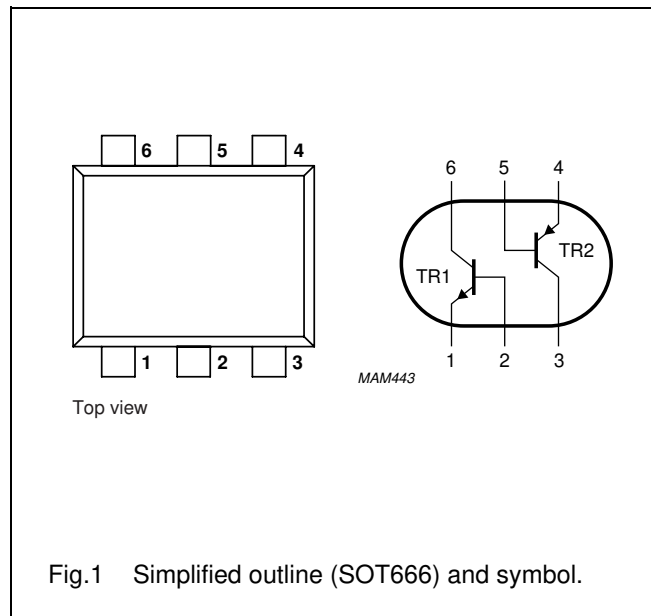 6 5 4
6 5 4
TR1 TR2
1 2 3
1 2 3
MAM443
Top view
Fig.1 Simplified outline (SOT666) and symbol.